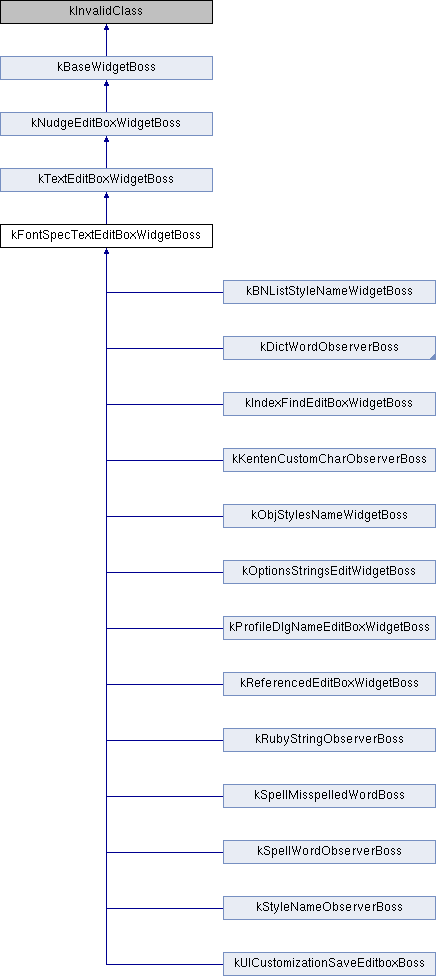 kInvalidClass
kBaseWidgetBoss
kNudgeEditBoxWidgetBoss
kTextEditBoxWidgetBoss
kFontSpecTextEditBoxWidgetBoss
kBNListStyleNameWidgetBoss
kDictWordObserverBoss
kIndexFindEditBoxWidgetBoss
kKentenCustomCharObserverBoss
kObjStylesNameWidgetBoss
kOptionsStringsEditWidgetBoss
kProfileDlgNameEditBoxWidgetBoss
kReferencedEditBoxWidgetBoss
kRubyStringObserverBoss
kSpellMisspelledWordBoss
kSpellWordObserverBoss
kStyleNameObserverBoss
kUICustomizationSaveEditboxBoss